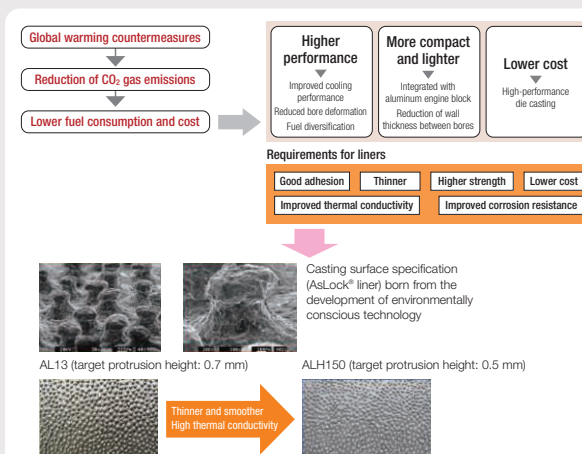 Global warming countermeasures
Reduction of CO₂ gas emissions
Lower fuel consumption and cost
Higher
performance
Improved cooling
performance
Reduced bore deformation
Fuel diversification
More compact
and lighter
Integrated with
aluminum engine block
Reduction of wall
thickness between bores
Lower cost
High-performance
die casting
Requirements for liners
Good adhesion
Thinner
Higher strength
Lower cost
Improved thermal conductivity
Improved corrosion resistance
Casting surface specification
(AsLock® liner) born from the
development of environmentally
conscious technology
AL13 (target protrusion height: 0.7 mm)
ALH150 (target protrusion height: 0.5 mm)
Thinner and smoother
High thermal conductivity